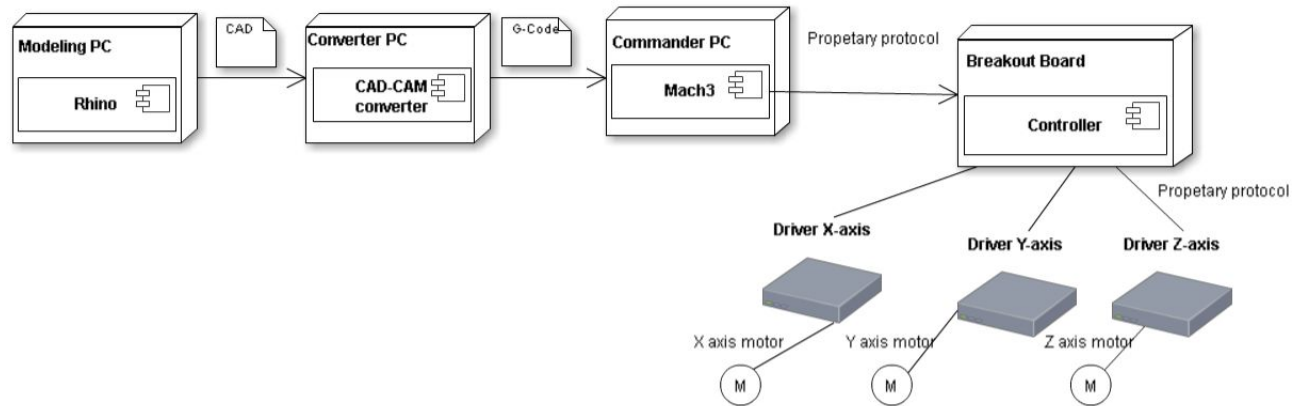 Modeling PC
Rhino
CAD
Converter PC
CAD-CAM
converter
G-Code
Commander PC
Mach3
Propetary protocol
Breakout Board
Controller
Propetary protocol
Driver X-axis
Driver Y-axis
Driver Z-axis
X axis motor
Y axis motor
Z axis motor
M
M
M